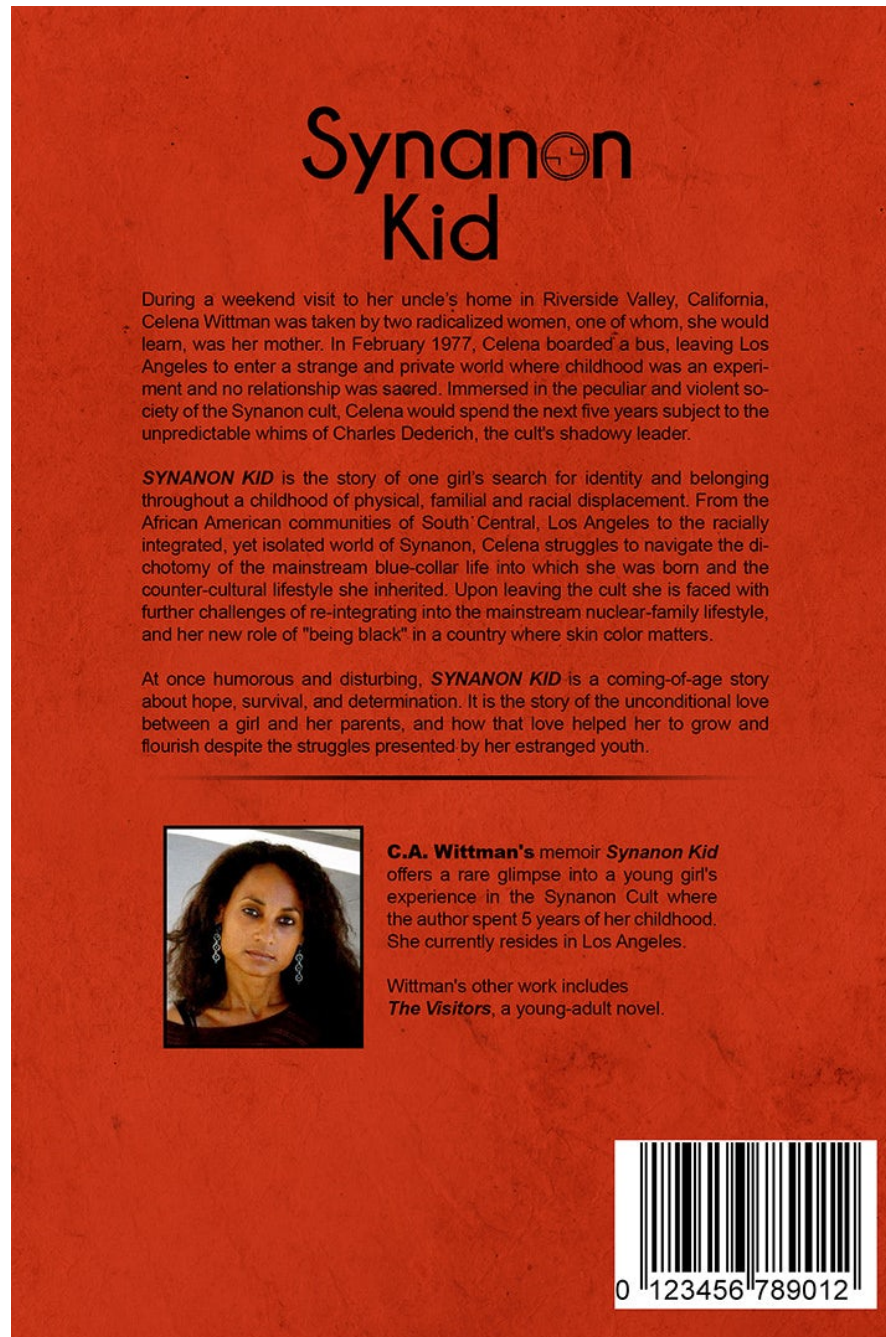 Synanon
Kid
During a weekend visit to her uncle's home in Riverside Valley, California,
Celena Wittman was taken by two radicalized women, one of whom, she would
learn, was her mother. In February 1977, Celena boarded a bus, leaving Los
Angeles to enter a strange and private world where childhood was an experi-
ment and no relationship was sacred. Immersed in the peculiar and violent so-
ciety of the Synanon cult, Celena would spend the next five years subject to the
unpredictable whims of Charles Dederich, the cult's shadowy leader.
SYNANON KID is the story of one girl's search for identity and belonging
throughout a childhood of physical, familial and racial displacement. From the
African American communities of South Central, Los Angeles to the racially
integrated, yet isolated world of Synanon, Celena struggles to navigate the di-
chotomy of the mainstream blue-collar life into which she was born and the
counter-cultural lifestyle she inherited. Upon leaving the cult she is faced with
further challenges of re-integrating into the mainstream nuclear-family lifestyle,
and her new role of "being black" in a country where skin color matters.
At once humorous and disturbing, SYNANON KID is a coming-of-age story
about hope, survival, and determination. It is the story of the unconditional love
between a girl and her parents, and how that love helped her to grow and
flourish despite the struggles presented by her estranged youth.
C.A. Wittman's memoir Synanon Kid
offers a rare glimpse into a young girl's
experience in the Synanon Cult where
the author spent 5 years of her childhood.
She currently resides in Los Angeles.
Wittman's other work includes
The Visitors, a young-adult novel.
0 123456 789012